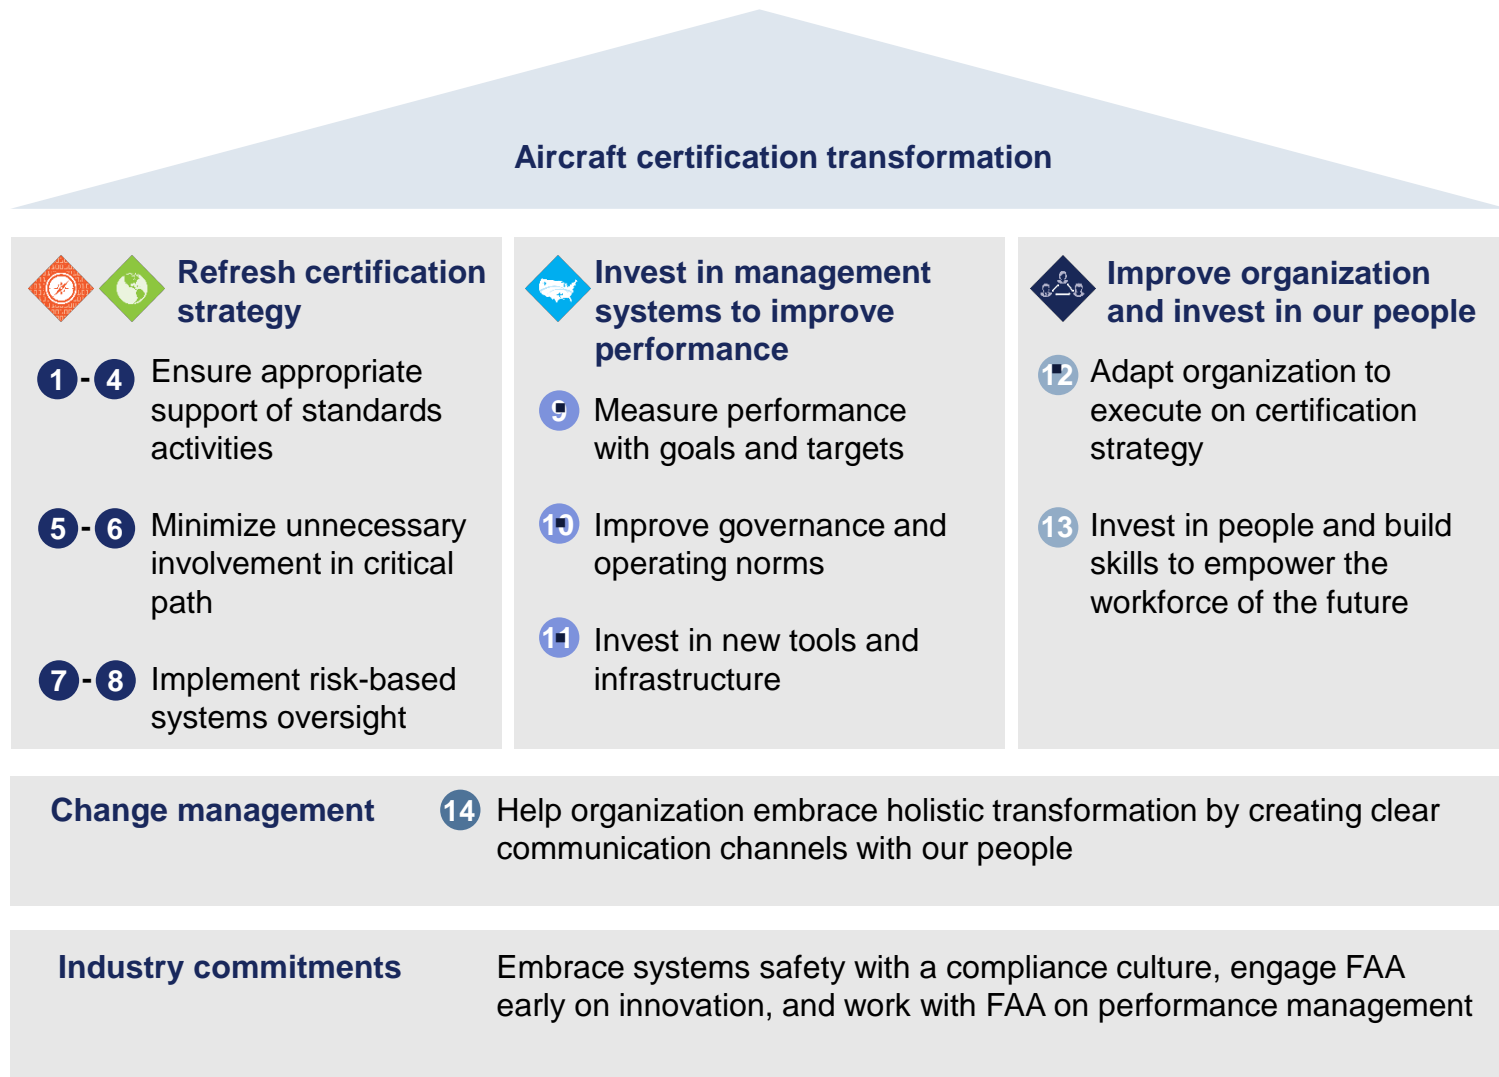 Aircraft certification transformation
Refresh certification
strategy
1 - 4 Ensure appropriate
support of standards
activities
5 - 6 Minimize unnecessary
involvement in critical
path
7 - 8 Implement risk-based
systems oversight
Invest in management
systems to improve
performance
9 Measure performance
with goals and targets
10 Improve governance and
operating norms
11 Invest in new tools and
infrastructure
Improve organization
and invest in our people
12 Adapt organization to
execute on certification
strategy
13 Invest in people and build
skills to empower the
workforce of the future
Change management 14 Help organization embrace holistic transformation by creating clear
communication channels with our people
Industry commitments Embrace systems safety with a compliance culture, engage FAA
early on innovation, and work with FAA on performance management